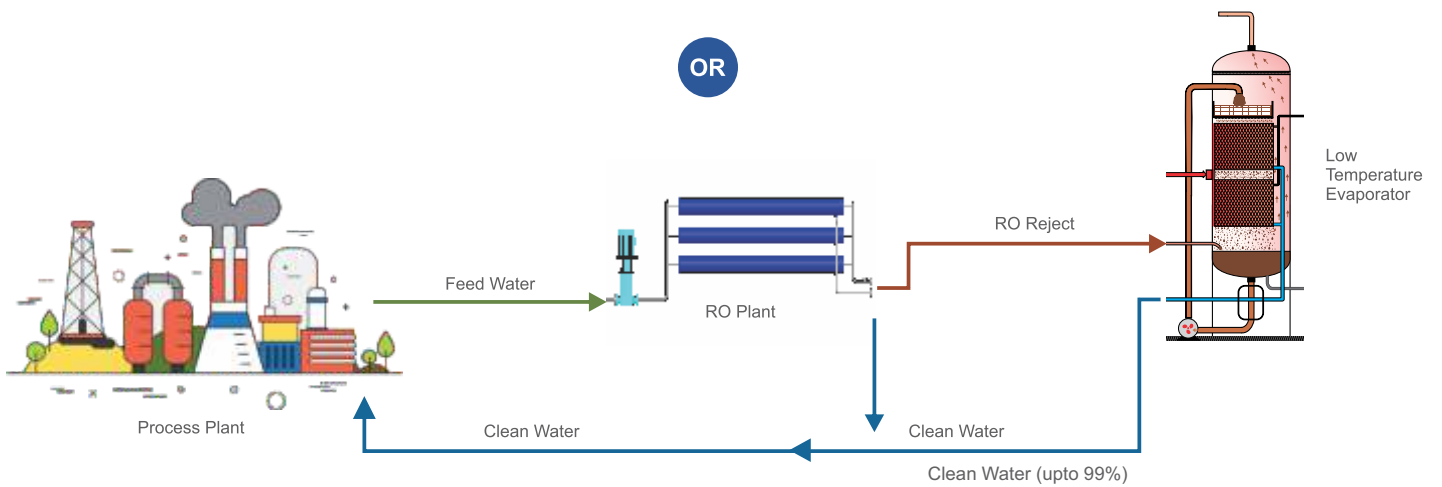 OR
Low
Temperature
Evaporator
RO Reject
Feed Water
RO Plant
Process Plant
Clean Water
Clean Water
Clean Water (upto 99%)